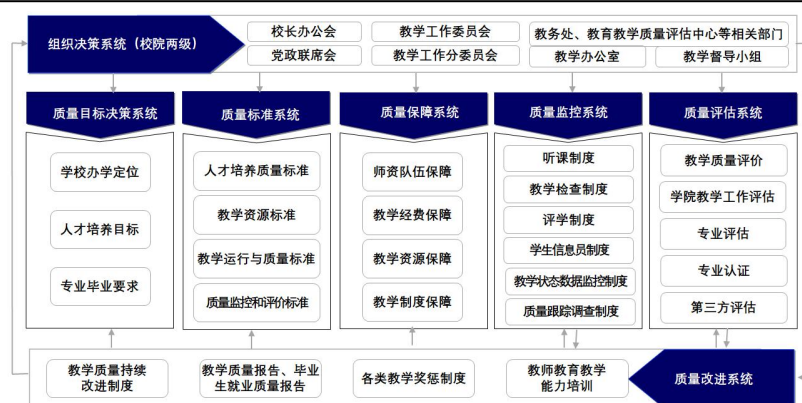 组织决策系统（校院两级）
校长办公会
教学工作委员会
教务处、教育教学质量评估中心等相关部门
党政联席会
教学工作分委员会
教学办公室
教学督导小组
质量目标决策系统
质量标准系统
质量保障系统
质量监控系统
质量评估系统
学校办学定位
人才培养目标
专业毕业要求
人才培养质量标准
教学资源标准
教学运行与质量标准
质量监控和评价标准
师资队伍保障
教学经费保障
教学资源保障
教学制度保障
听课制度
教学检查制度
评学制度
学生信息员制度
教学状态数据监控制度
质量跟踪调查制度
教学质量评价
学院教学工作评估
专业评估
专业认证
第三方评估
教学质量持续
改进制度
教学质量报告、毕业
生就业质量报告
各类教学奖惩制度
教师教育教学
能力培训
质量改进系统